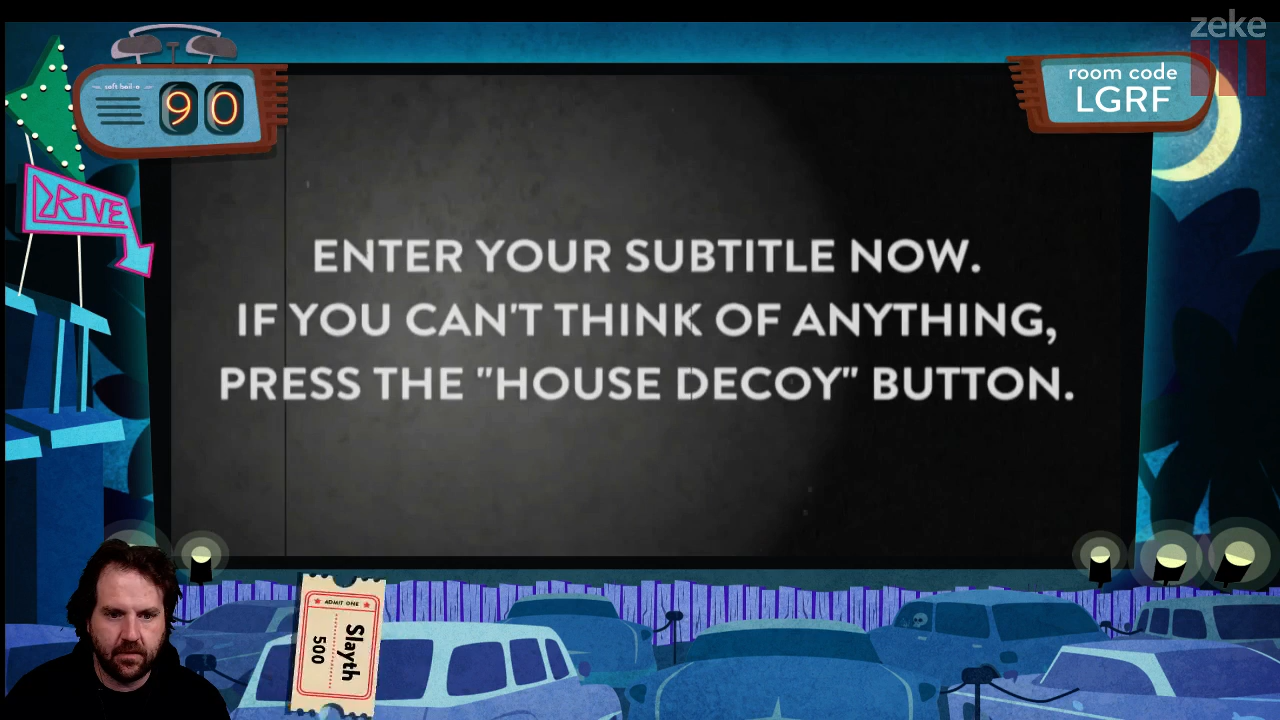 zeke
room code
LGRF
90
DRIVE
ENTER YOUR SUBTITLE NOW.
IF YOU CAN'T THINK OF ANYTHING,
PRESS THE "HOUSE DECOY" BUTTON.
ADMIT ONE
Slayth
500